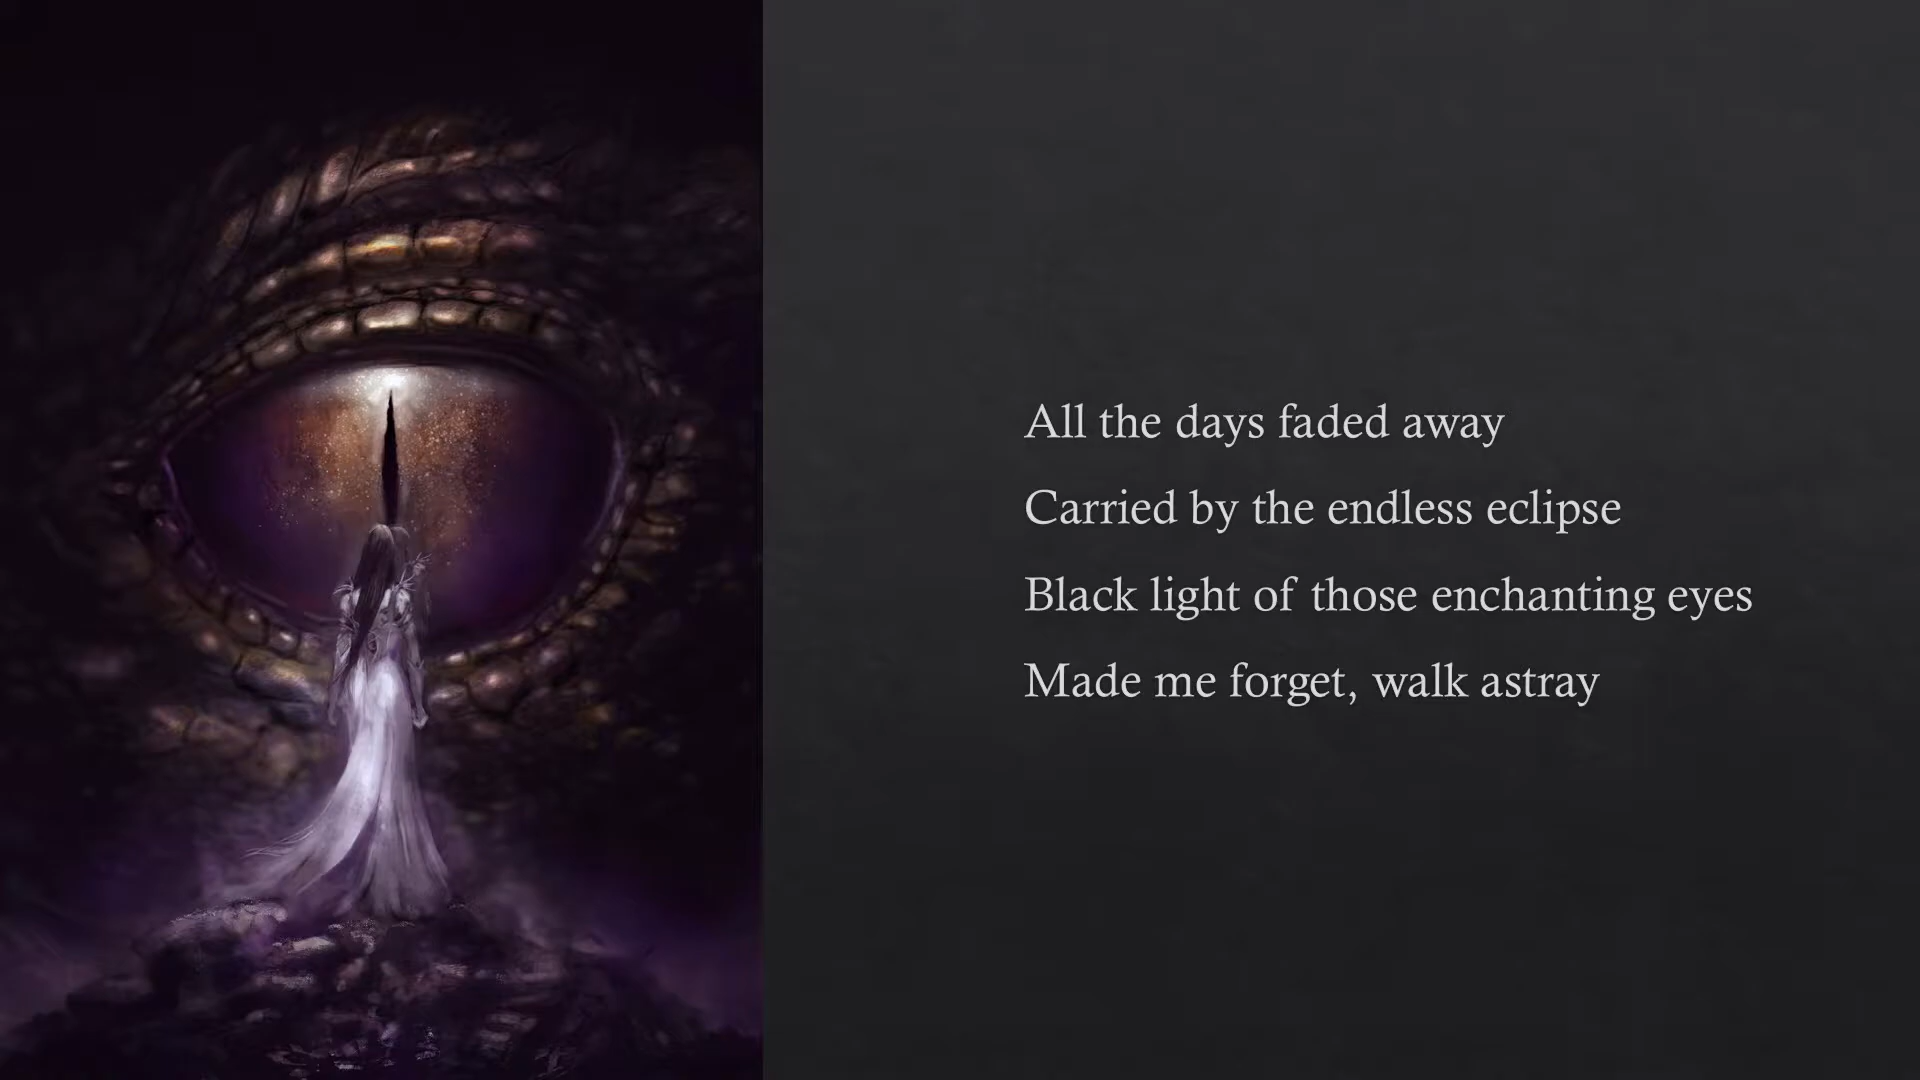 All the days faded away
Carried by the endless eclipse
Black light of those enchanting eyes
Made me forget, walk astray